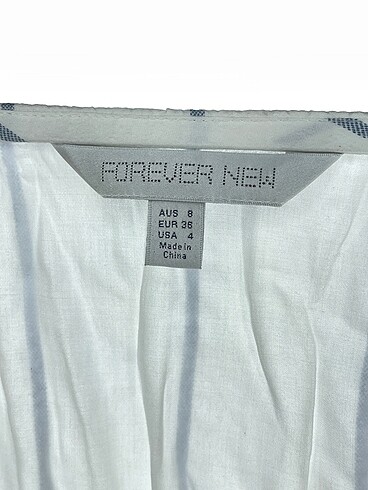 FOREVER NEW
AUS 8
EUR 36
USA 4
Made in
China